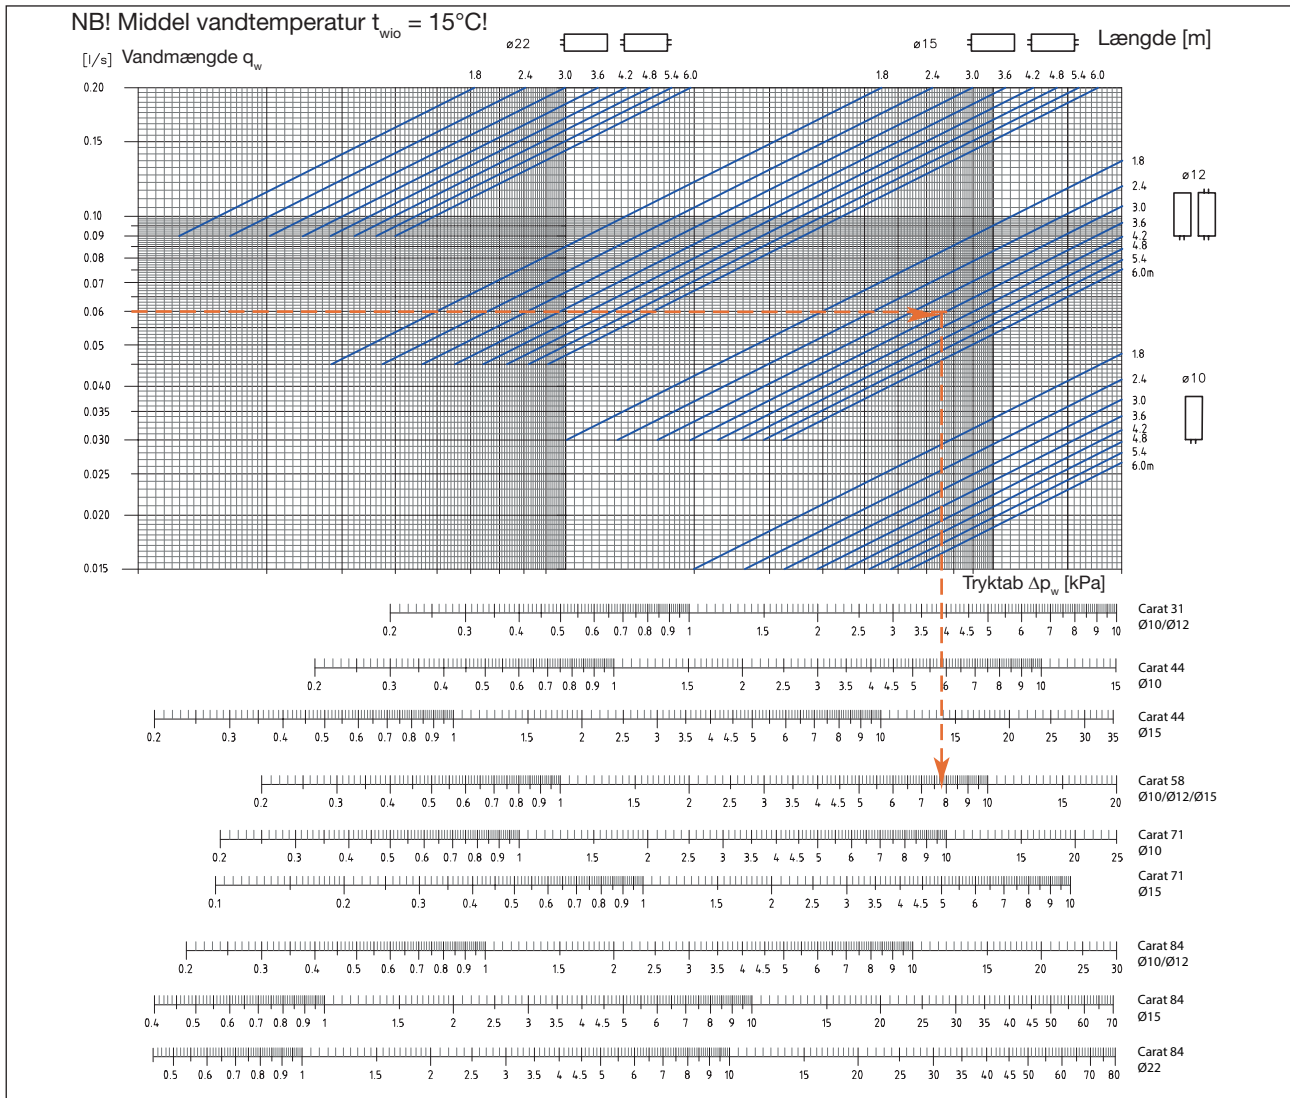 NB! Middel vandtemperatur t_wio = 15°C!
[l/s] Vandmængde q_w
ø22
ø15
Længde [m]
1.8 2.4 3.0 3.6 4.2 4.8 5.4 6.0
1.8 2.4 3.0 3.6 4.2 4.8 5.4 6.0
0.20
0.15
0.10
0.09
0.08
0.07
0.06
0.05
0.040
0.035
0.030
0.025
0.020
0.015
1.8
2.4
3.0
3.6
4.2
4.8
5.4
6.0m
ø12
1.8
2.4
3.0
3.6
4.2
4.8
5.4
6.0m
ø10
Tryktab Δp_w [kPa]
0.2 0.3 0.4 0.5 0.6 0.7 0.8 0.9 1 1.5 2 2.5 3 3.5 4 4.5 5 6 7 8 9 10
Carat 31
Ø10/Ø12
0.2 0.3 0.4 0.5 0.6 0.7 0.8 0.9 1 1.5 2 2.5 3 3.5 4 4.5 5 6 7 8 9 10 15
Carat 44
Ø10
0.2 0.3 0.4 0.5 0.6 0.7 0.8 0.9 1 1.5 2 2.5 3 3.5 4 4.5 5 6 7 8 9 10 15 20 25 30 35
Carat 44
Ø15
0.2 0.3 0.4 0.5 0.6 0.7 0.8 0.9 1 1.5 2 2.5 3 3.5 4 4.5 5 6 7 8 9 10 15 20
Carat 58
Ø10/Ø12/Ø15
0.2 0.3 0.4 0.5 0.6 0.7 0.8 0.9 1 1.5 2 2.5 3 3.5 4 4.5 5 6 7 8 9 10 15 20 25
Carat 71
Ø10
0.1 0.2 0.3 0.4 0.5 0.6 0.7 0.8 0.9 1 1.5 2 2.5 3 3.5 4 4.5 5 6 7 8 9 10
Carat 71
Ø15
0.2 0.3 0.4 0.5 0.6 0.7 0.8 0.9 1 1.5 2 2.5 3 3.5 4 4.5 5 6 7 8 9 10 15 20 25 30
Carat 84
Ø10/Ø12
0.4 0.5 0.6 0.7 0.8 0.9 1 1.5 2 2.5 3 3.5 4 4.5 5 6 7 8 9 10 15 20 25 30 35 40 45 50 60 70
Carat 84
Ø15
0.5 0.6 0.7 0.8 0.9 1 1.5 2 2.5 3 3.5 4 4.5 5 6 7 8 9 10 15 20 25 30 35 40 45 50 60 70 80
Carat 84
Ø22